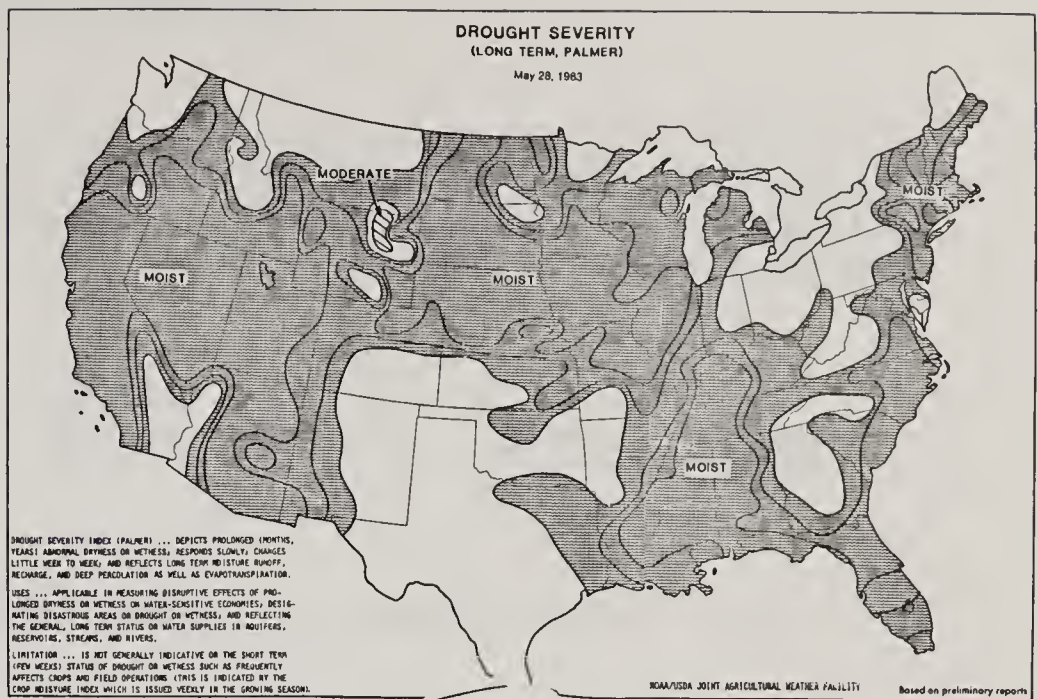 DROUGHT SEVERITY
(LONG TERM, PALMER)
May 28, 1983
MODERATE
MOIST
MOIST
MOIST
MOIST
DROUGHT SEVERITY INDEX (PALMER) ... DEPICTS PROLONGED (MONTHS,
YEARS) ABNORMAL DRYNESS OR WETNESS; RESPONDS SLOWLY; CHANGES
LITTLE WEEK TO WEEK; AND REFLECTS LONG TERM MOISTURE RUNOFF,
RECHARGE, AND DEEP PERCOLATION AS WELL AS EVAPOTRANSPIRATION.
USES ... APPLICABLE IN MEASURING DISRUPTIVE EFFECTS OF PRO-
LONGED DRYNESS OR WETNESS ON WATER-SENSITIVE ECONOMIES; DESIG-
NATING DISASTROUS AREAS OR DROUGHT OR WETNESS; AND REFLECTING
THE GENERAL, LONG TERM STATUS OR WATER SUPPLIES IN AQUIFERS,
RESERVOIRS, STREAMS, AND RIVERS.
LIMITATION ... IS NOT GENERALLY INDICATIVE OR THE SHORT TERM
(FEW WEEKS) STATUS OF DROUGHT OR WETNESS SUCH AS FREQUENTLY
AFFECTS CROPS AND FIELD OPERATIONS (THIS IS INDICATED BY THE
CROP MOISTURE INDEX WHICH IS ISSUED WEEKLY IN THE GROWING SEASON).
NOAA/USDA JOINT AGRICULTURAL WEATHER FACILITY
Based on preliminary reports